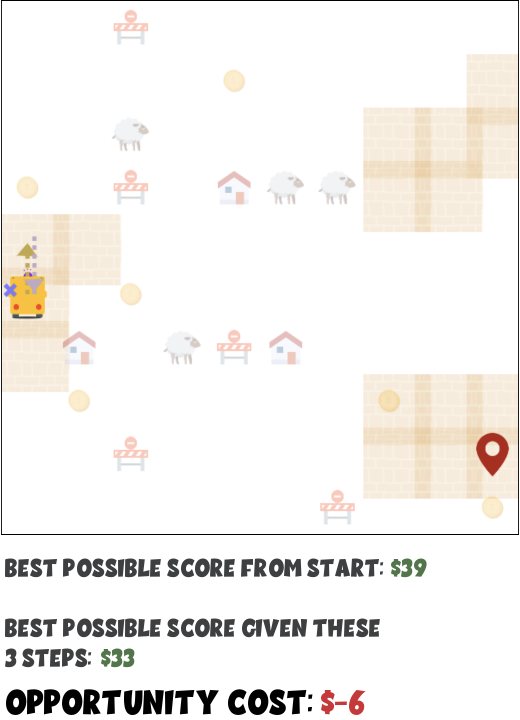 BEST POSSIBLE SCORE FROM START: $39
BEST POSSIBLE SCORE GIVEN THESE
3 STEPS: $33
OPPORTUNITY COST: $-6